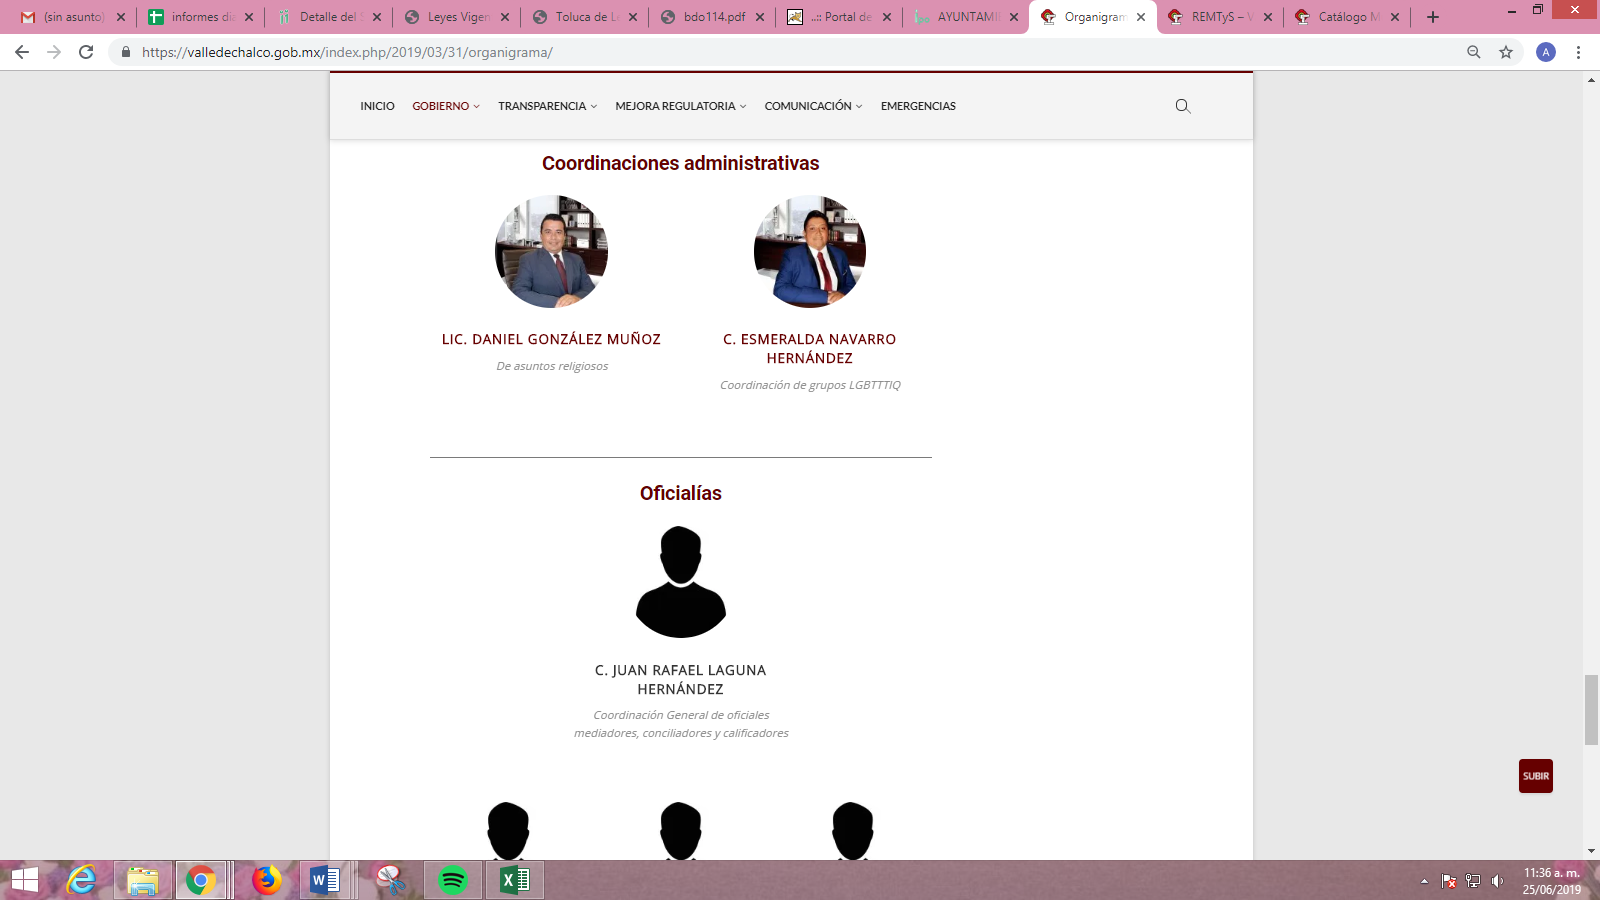 (sin asunto)
informes di
Detalle del S
Leyes Vigen
Toluca de L
bdo114.pdf
..:: Portal de
AYUNTAMI
Organigram
REMTyS – V
Catálogo M
https://valledechalco.gob.mx/index.php/2019/03/31/organigrama/
A
INICIO GOBIERNO TRANSPARENCIA MEJORA REGULATORIA COMUNICACIÓN EMERGENCIAS
Coordinaciones administrativas
LIC. DANIEL GONZÁLEZ MUÑOZ
De asuntos religiosos
C. ESMERALDA NAVARRO
HERNÁNDEZ
Coordinación de grupos LGBTTTIQ
Oficialías
C. JUAN RAFAEL LAGUNA
HERNÁNDEZ
Coordinación General de oficiales
mediadores, conciliadores y calificadores
SUBIR
11:36 a. m.
25/06/2019